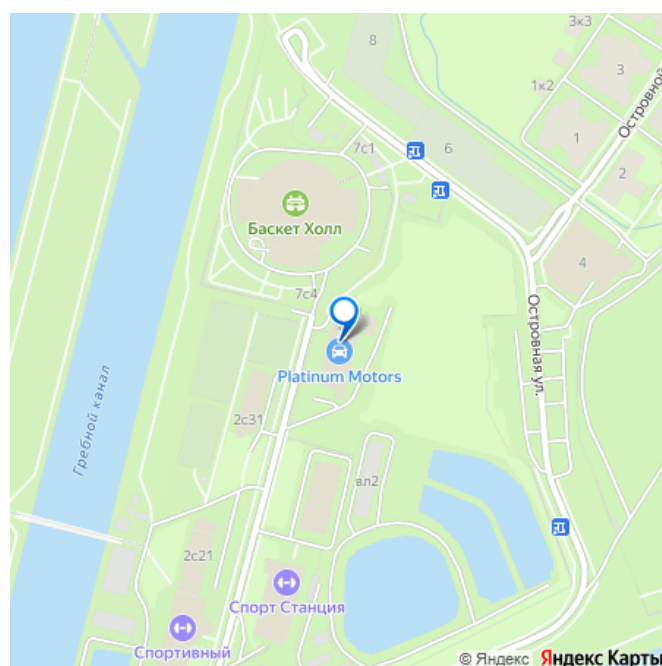 3к3
8
3
Островной
1к2
1
7с1
6
2
Баскет Холл
4
7с4
Островная ул.
Platinum Motors
Гребной канал
2с31
вл2
2с21
Спорт Станция
Спортивный
© Яндекс Яндекс Карты